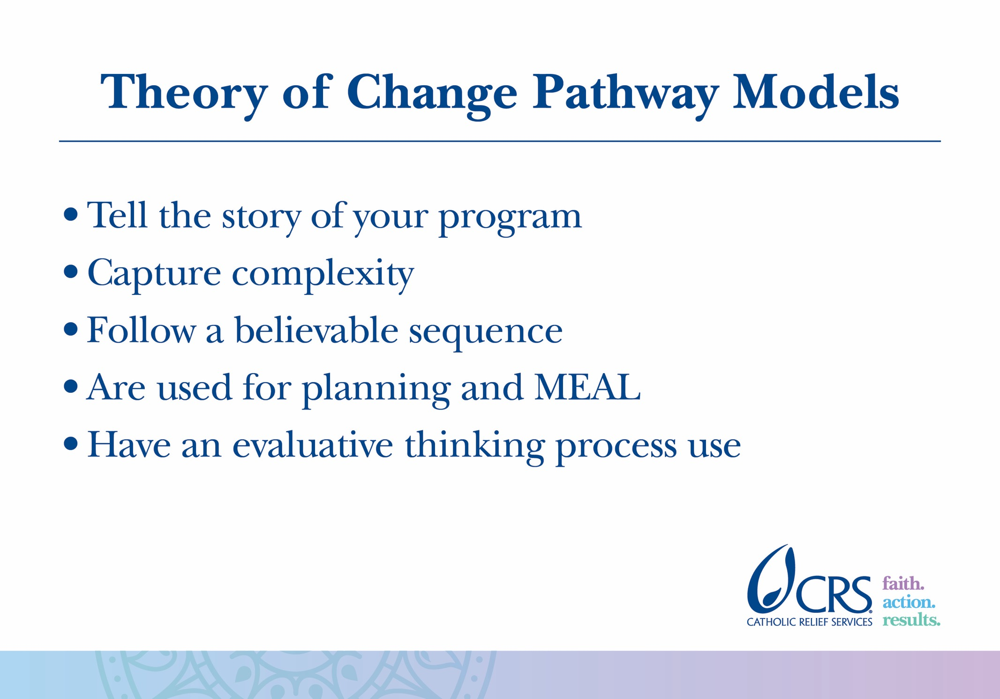 Theory of Change Pathway Models
• Tell the story of your program
• Capture complexity
• Follow a believable sequence
• Are used for planning and MEAL
• Have an evaluative thinking process use
CRS®
CATHOLIC RELIEF SERVICES
faith.
action.
results.